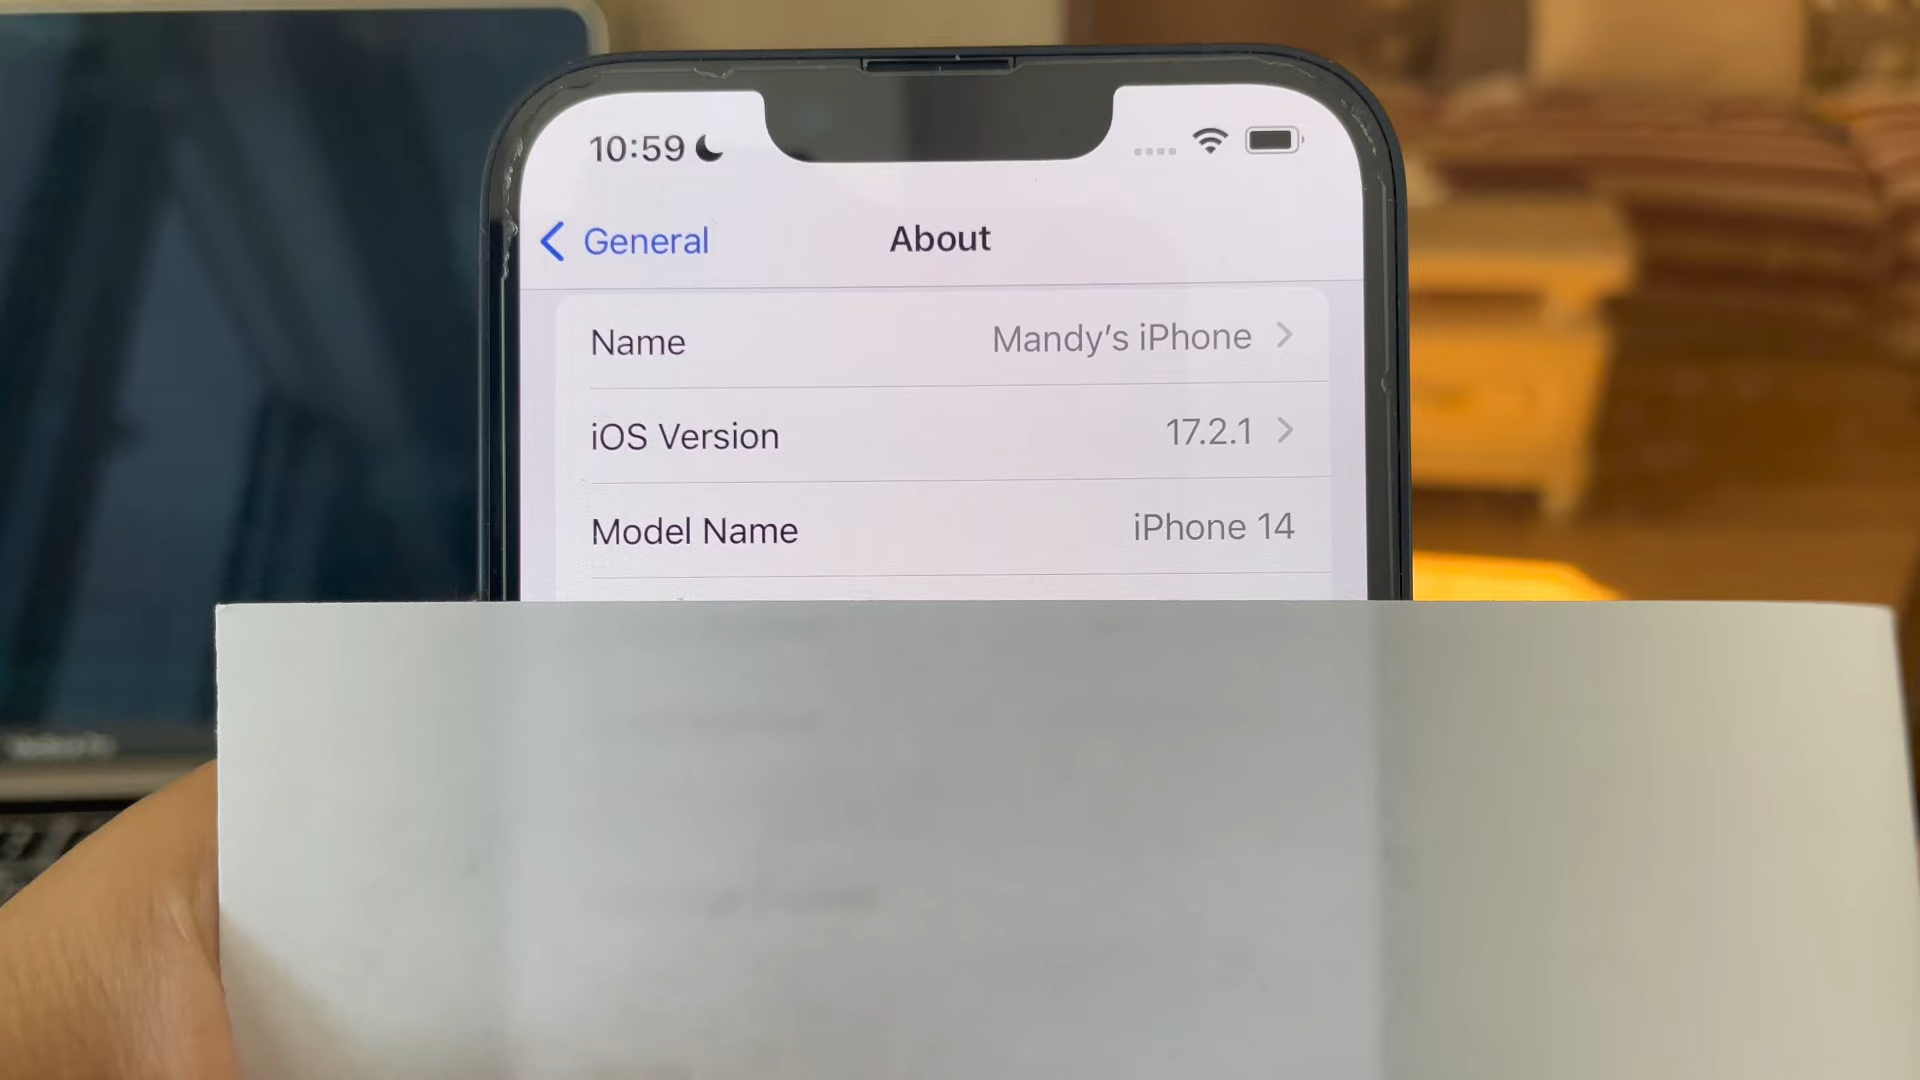 10:59
General
About
Name Mandy’s iPhone
iOS Version 17.2.1
Model Name iPhone 14